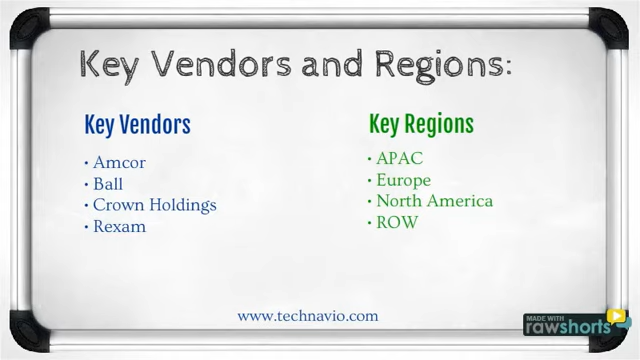 Key Vendors and Regions:
Key Vendors
• Amcor
• Ball
• Crown Holdings
• Rexam
Key Regions
• APAC
• Europe
• North America
• ROW
www.technavio.com
MADE WITH
rawshorts